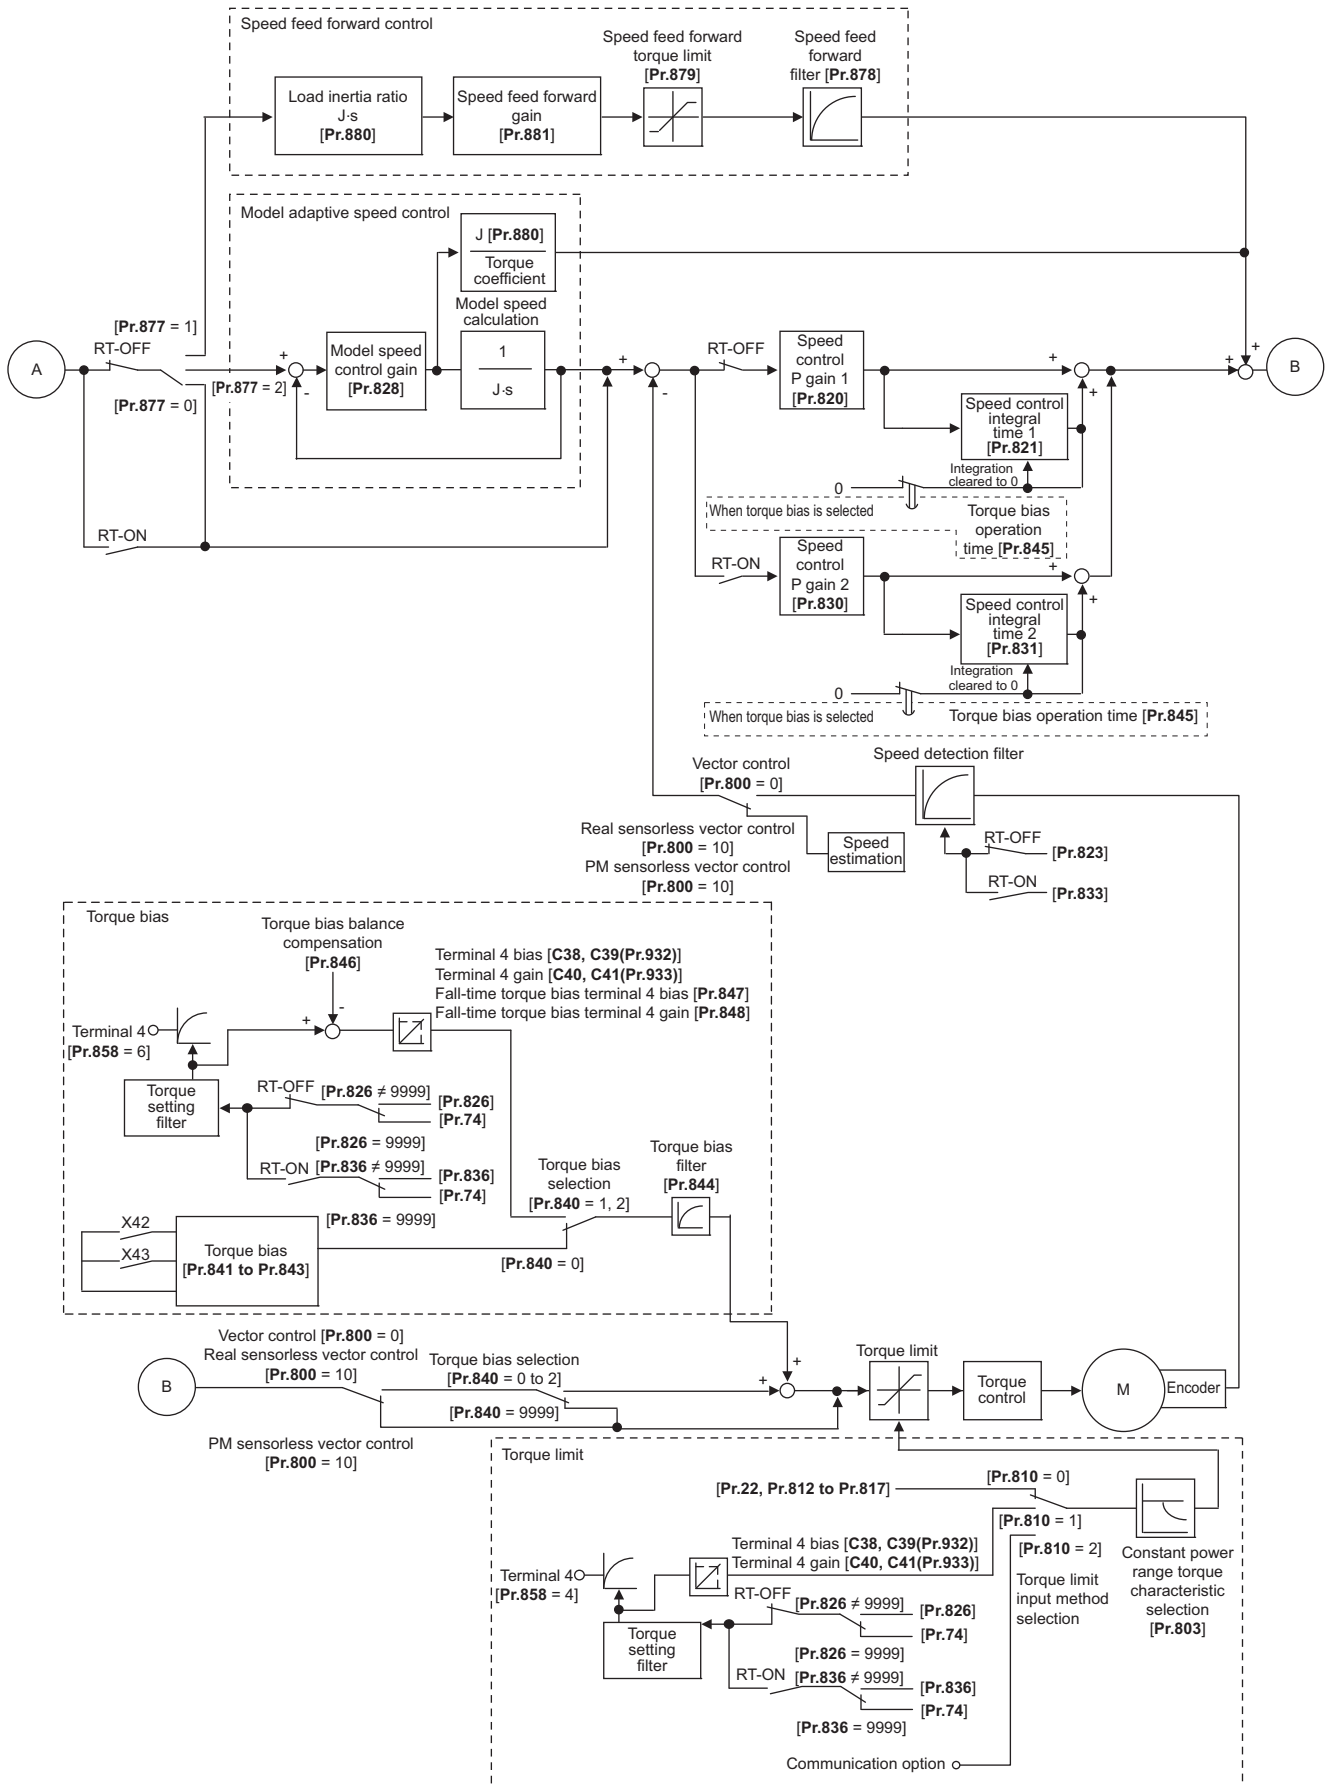 Speed feed forward control
Speed feed forward
torque limit
[Pr.879]
Speed feed
forward
filter [Pr.878]
Load inertia ratio
J·s
[Pr.880]
Speed feed forward
gain
[Pr.881]
Model adaptive speed control
J [Pr.880]
Torque
coefficient
Model speed
calculation
[Pr.877 = 1]
RT-OFF
A
[Pr.877 = 2]
[Pr.877 = 0]
+
-
Model speed
control gain
[Pr.828]
1
J·s
+
-
RT-OFF
Speed
control
P gain 1
[Pr.820]
+
+
+
+
B
Speed control
integral
time 1
[Pr.821]
Integration
cleared to 0
0
When torque bias is selected
Torque bias
operation
time [Pr.845]
RT-ON
RT-ON
Speed
control
P gain 2
[Pr.830]
+
+
Speed control
integral
time 2
[Pr.831]
Integration
cleared to 0
0
When torque bias is selected
Torque bias operation time [Pr.845]
Vector control
[Pr.800 = 0]
Speed detection filter
Real sensorless vector control
[Pr.800 = 10]
PM sensorless vector control
[Pr.800 = 10]
Speed
estimation
RT-OFF
[Pr.823]
RT-ON
[Pr.833]
Torque bias
Torque bias balance
compensation
[Pr.846]
Terminal 4 bias [C38, C39(Pr.932)]
Terminal 4 gain [C40, C41(Pr.933)]
Fall-time torque bias terminal 4 bias [Pr.847]
Fall-time torque bias terminal 4 gain [Pr.848]
-
+
Terminal 4
[Pr.858 = 6]
Torque
setting
filter
RT-OFF
[Pr.826 ≠ 9999]
[Pr.826]
[Pr.74]
[Pr.826 = 9999]
RT-ON
[Pr.836 ≠ 9999]
[Pr.836]
[Pr.74]
[Pr.836 = 9999]
Torque bias
selection
[Pr.840 = 1, 2]
Torque bias
filter
[Pr.844]
X42
X43
Torque bias
[Pr.841 to Pr.843]
[Pr.840 = 0]
Vector control [Pr.800 = 0]
Real sensorless vector control
[Pr.800 = 10]
Torque bias selection
[Pr.840 = 0 to 2]
B
[Pr.840 = 9999]
PM sensorless vector control
[Pr.800 = 10]
+
+
Torque limit
Torque
control
M
Encoder
Torque limit
[Pr.22, Pr.812 to Pr.817]
[Pr.810 = 0]
[Pr.810 = 1]
[Pr.810 = 2]
Torque limit
input method
selection
Constant power
range torque
characteristic
selection
[Pr.803]
Terminal 4 bias [C38, C39(Pr.932)]
Terminal 4 gain [C40, C41(Pr.933)]
Terminal 4
[Pr.858 = 4]
Torque
setting
filter
RT-OFF
[Pr.826 ≠ 9999]
[Pr.826]
[Pr.74]
[Pr.826 = 9999]
RT-ON
[Pr.836 ≠ 9999]
[Pr.836]
[Pr.74]
[Pr.836 = 9999]
Communication option